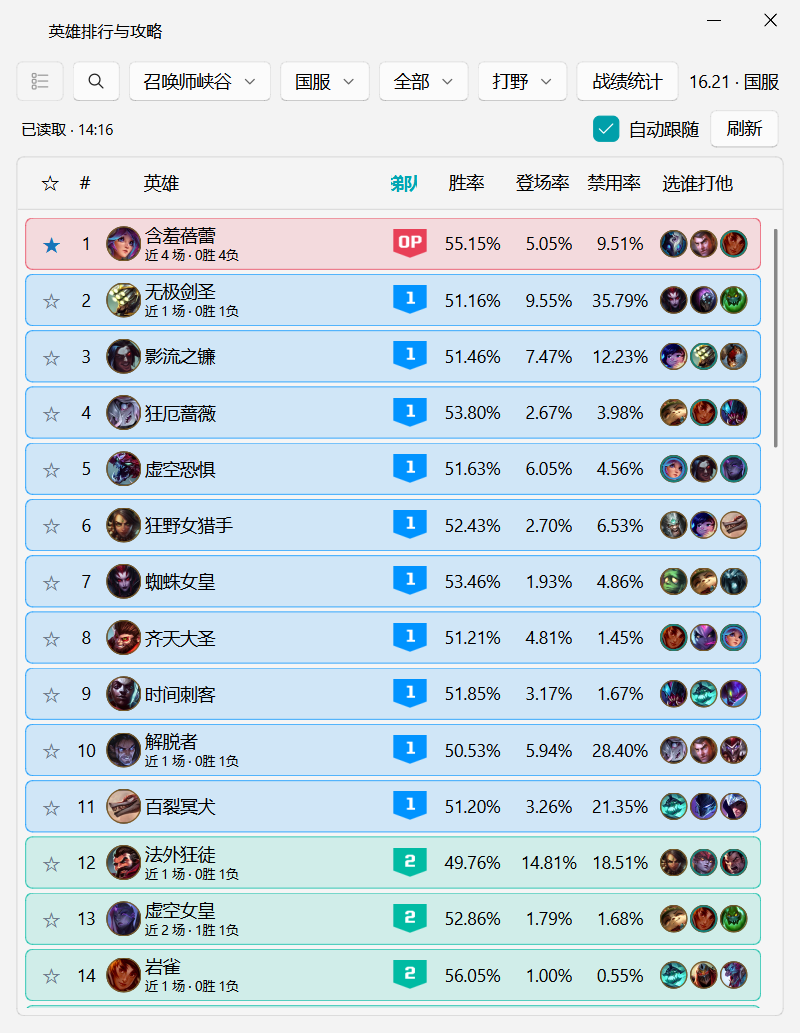 英雄排行与攻略
召唤师峡谷 国服 全部 打野 战绩统计 16.21 · 国服
已读取 · 14:16 自动跟随 刷新
# 英雄 胜率 登场率 禁用率 选谁打他
1 含羞蓓蕾 OP 55.15% 5.05% 9.51%
近 4 场 · 0胜 4负
2 无极剑圣 1 51.16% 9.55% 35.79%
近 1 场 · 0胜 1负
3 影流之镰 1 51.46% 7.47% 12.23%
4 狂厄蔷薇 1 53.80% 2.67% 3.98%
5 虚空恐惧 1 51.63% 6.05% 4.56%
6 狂野女猎手 1 52.43% 2.70% 6.53%
7 蜘蛛女皇 1 53.46% 1.93% 4.86%
8 齐天大圣 1 51.21% 4.81% 1.45%
9 时间刺客 1 51.85% 3.17% 1.67%
10 解脱者 1 50.53% 5.94% 28.40%
近 1 场 · 0胜 1负
11 百裂冥犬 1 51.20% 3.26% 21.35%
12 法外狂徒 2 49.76% 14.81% 18.51%
近 1 场 · 0胜 1负
13 虚空女皇 2 52.86% 1.79% 1.68%
近 2 场 · 1胜 1负
14 岩雀 2 56.05% 1.00% 0.55%
近 1 场 · 0胜 1负